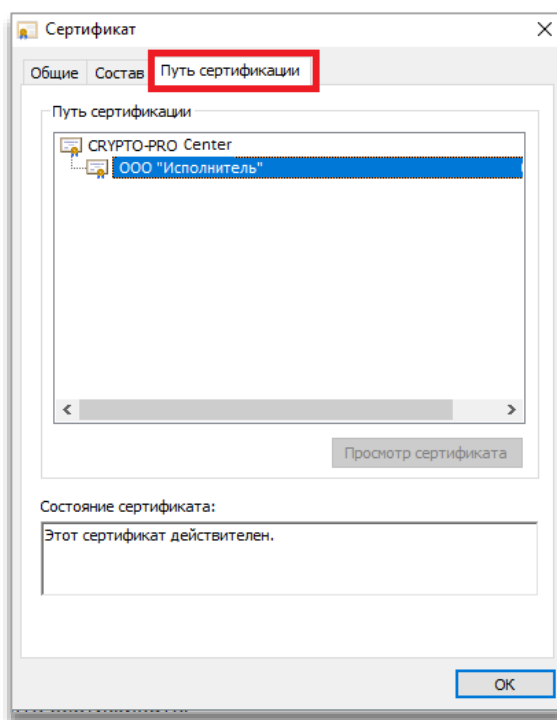 Сертификат
Общие Состав Путь сертификации
Путь сертификации
CRYPTO-PRO Center
ООО "Исполнитель"
Просмотр сертификата
Состояние сертификата:
Этот сертификат действителен.
ОК